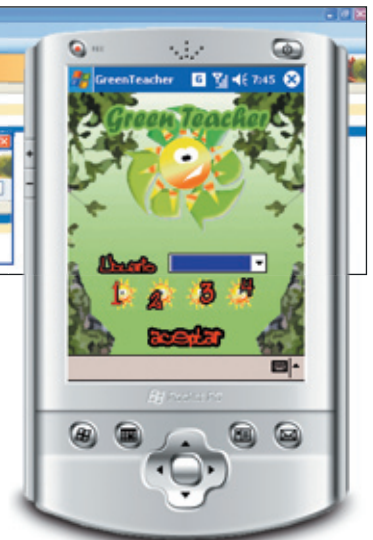 GreenTeacher G 7:45
Green Teacher
Usuario
1 2 3 4
aceptar
Pocket PC